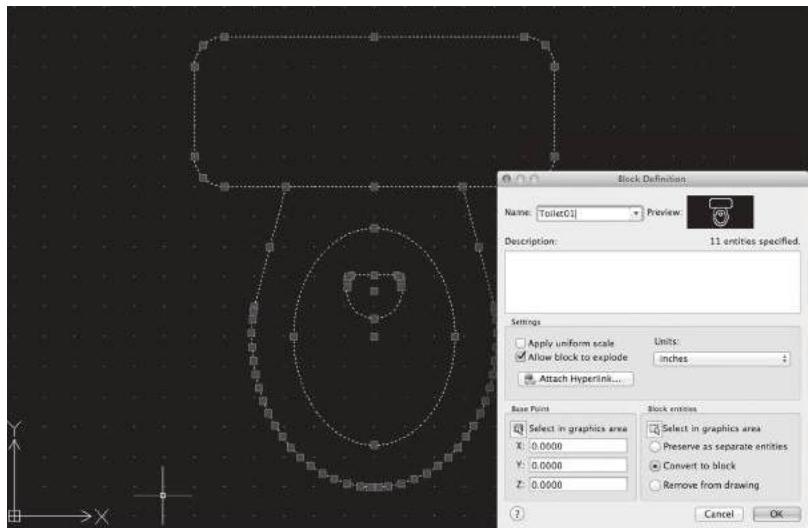 Block Definition
Name: Toilet01 Preview:
Description: 11 entities specified.
Settings
Apply uniform scale Units:
Allow block to explode Inches
Attach Hyperlink...
Base Point Block entities
Select in graphics area Select in graphics area
X: 0.0000 Preserve as separate entities
Y: 0.0000 Convert to block
Z: 0.0000 Remove from drawing
? Cancel OK
Y
X